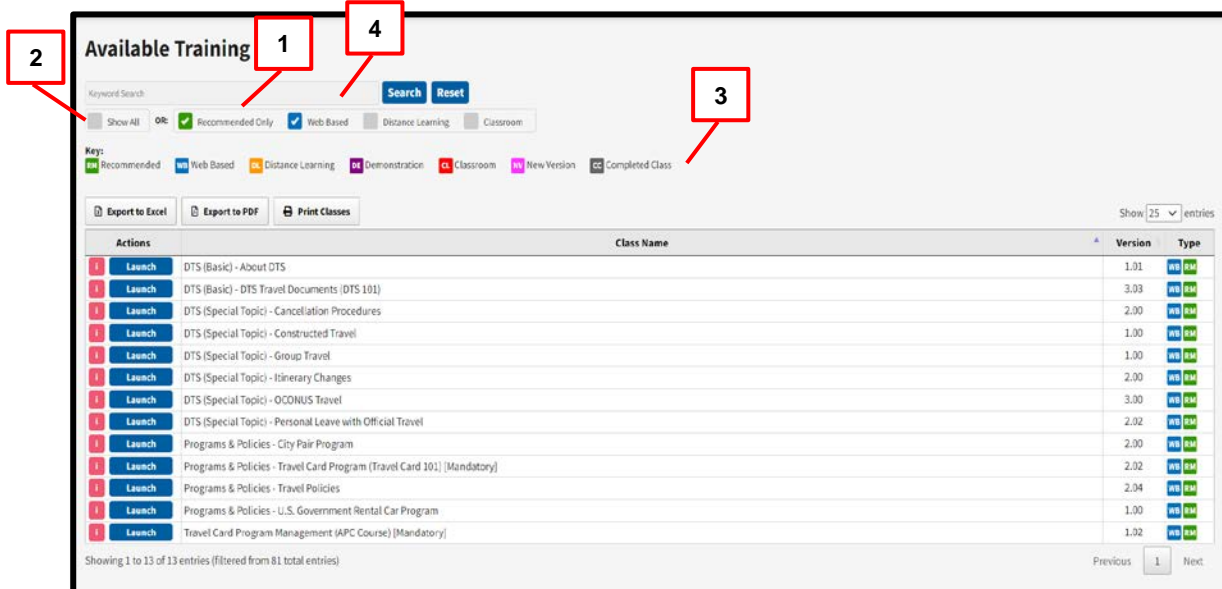 1
4
2
3
Available Training
Keyword Search
Search Reset
Show All OR: Recommended Only Web Based Distance Learning Classroom
Key:
RM Recommended WB Web Based DL Distance Learning DE Demonstration CL Classroom NV New Version CC Completed Class
Export to Excel Export to PDF Print Classes Show 25 entries
Actions Class Name Version Type
i Launch DTS (Basic) - About DTS 1.01 WB RM
i Launch DTS (Basic) - DTS Travel Documents (DTS 101) 3.03 WB RM
i Launch DTS (Special Topic) - Cancellation Procedures 2.00 WB RM
i Launch DTS (Special Topic) - Constructed Travel 1.00 WB RM
i Launch DTS (Special Topic) - Group Travel 1.00 WB RM
i Launch DTS (Special Topic) - Itinerary Changes 2.00 WB RM
i Launch DTS (Special Topic) - OCONUS Travel 3.00 WB RM
i Launch DTS (Special Topic) - Personal Leave with Official Travel 2.02 WB RM
i Launch Programs & Policies - City Pair Program 2.00 WB RM
i Launch Programs & Policies - Travel Card Program (Travel Card 101) [Mandatory] 2.02 WB RM
i Launch Programs & Policies - Travel Policies 2.04 WB RM
i Launch Programs & Policies - U.S. Government Rental Car Program 1.00 WB RM
i Launch Travel Card Program Management (APC Course) [Mandatory] 1.02 WB RM
Showing 1 to 13 of 13 entries (filtered from 81 total entries) Previous 1 Next